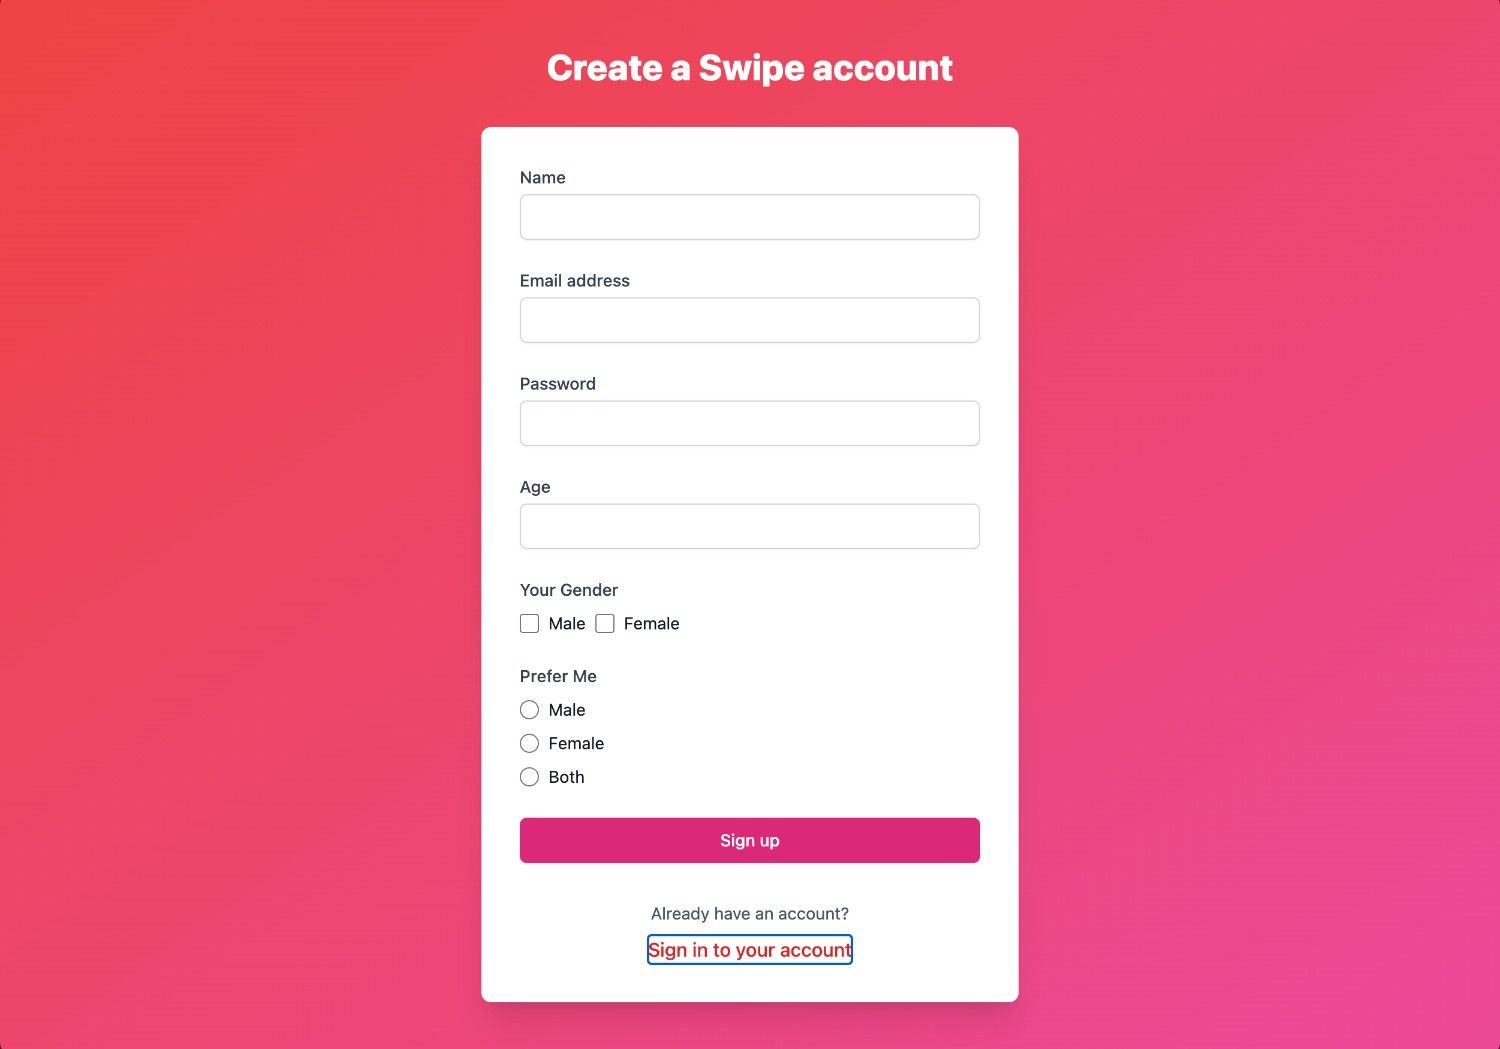 Create a Swipe account
Name
Email address
Password
Age
Your Gender
Male Female
Prefer Me
Male
Female
Both
Sign up
Already have an account?
Sign in to your account